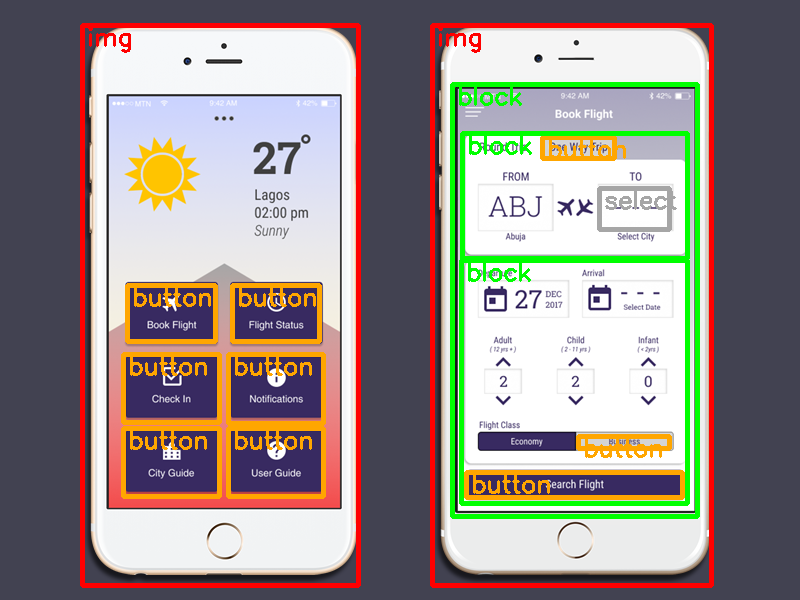 img
MTN 9:42 AM 42%
27°
Lagos
02:00 pm
Sunny
button button
Book Flight Flight Status
button button
Check In Notifications
button button
City Guide User Guide
img
block
9:42 AM 42%
Book Flight
block
button
One Way Trip
FROM TO
ABJ
select
Abuja Select City
block
Departure Arrival
27 DEC 2017
- - -
Select Date
Adult Child Infant
( 12 yrs + ) ( 2 - 11 yrs ) ( < 2yrs )
2 2 0
Flight Class
Economy Business
button
button
Search Flight